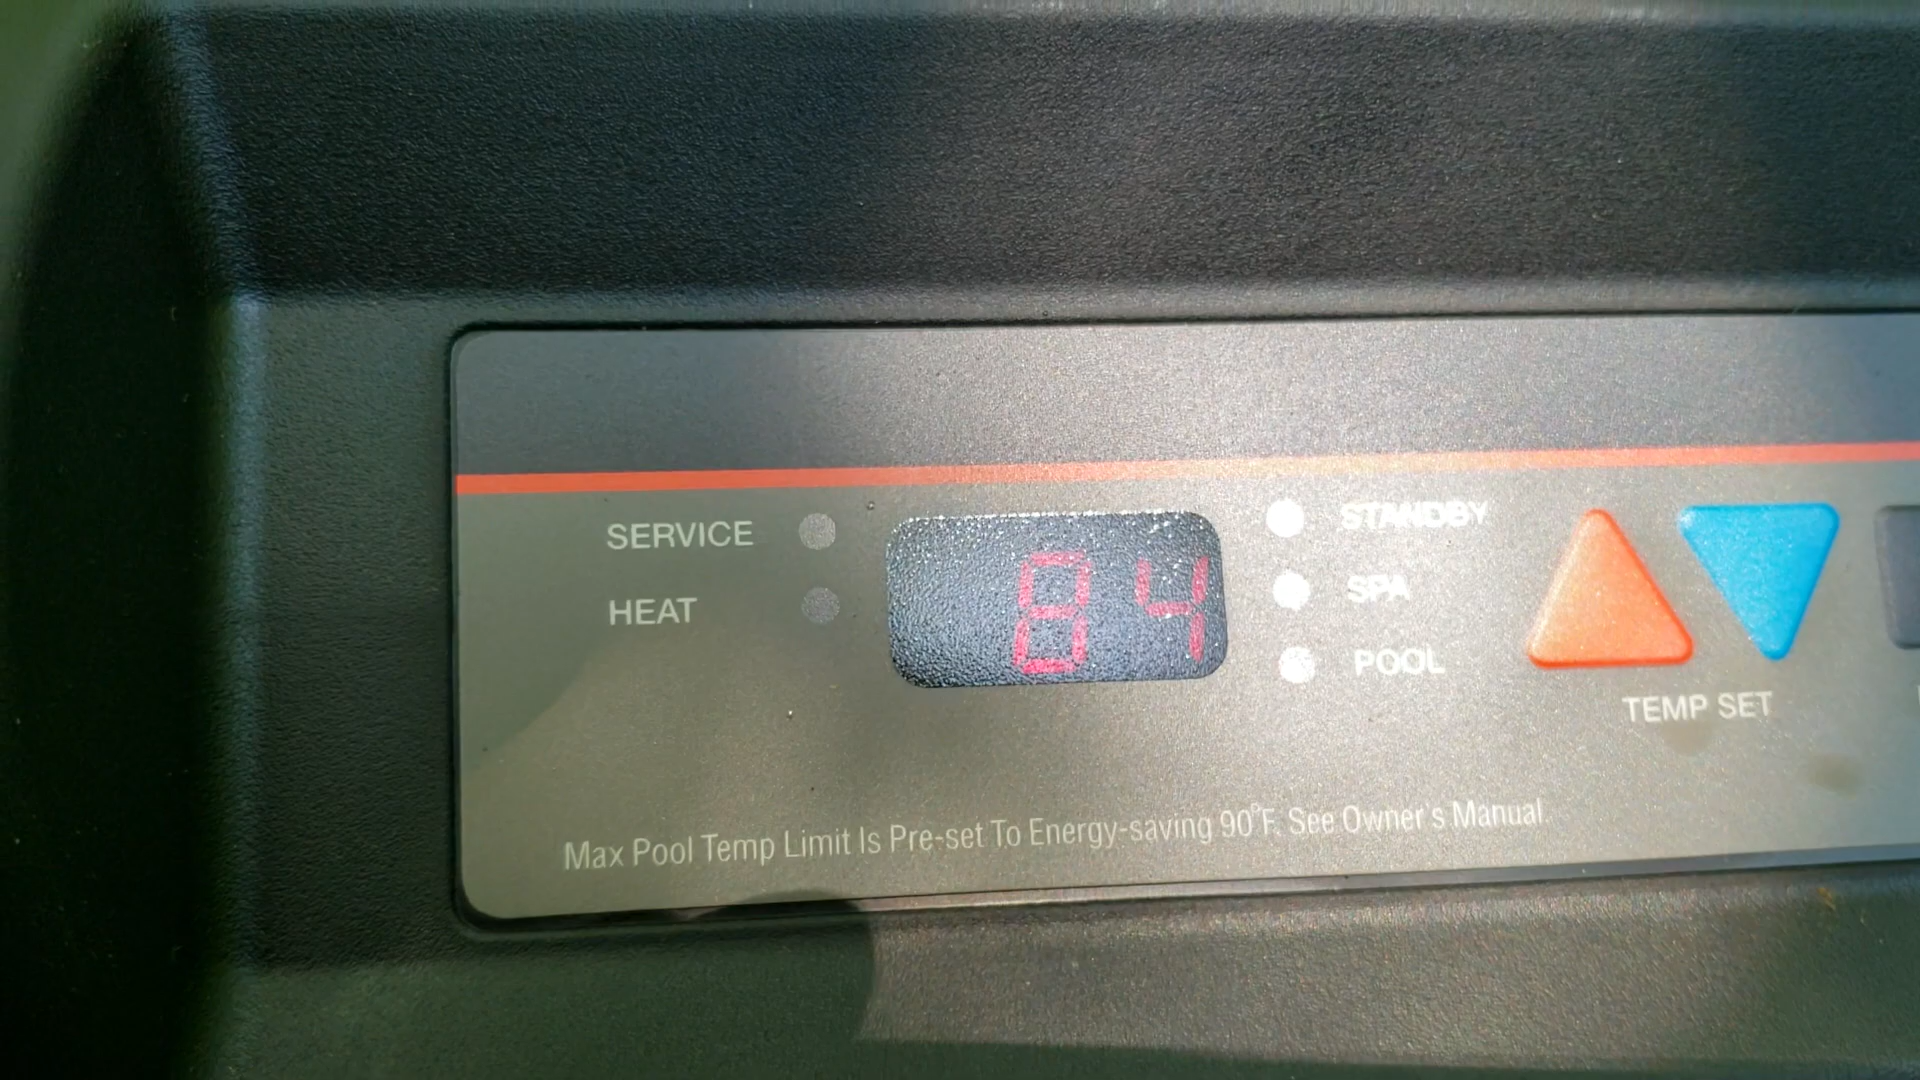 SERVICE
HEAT
84
STANDBY
SPA
POOL
TEMP SET
Max Pool Temp Limit Is Pre-set To Energy-saving 90°F. See Owner's Manual